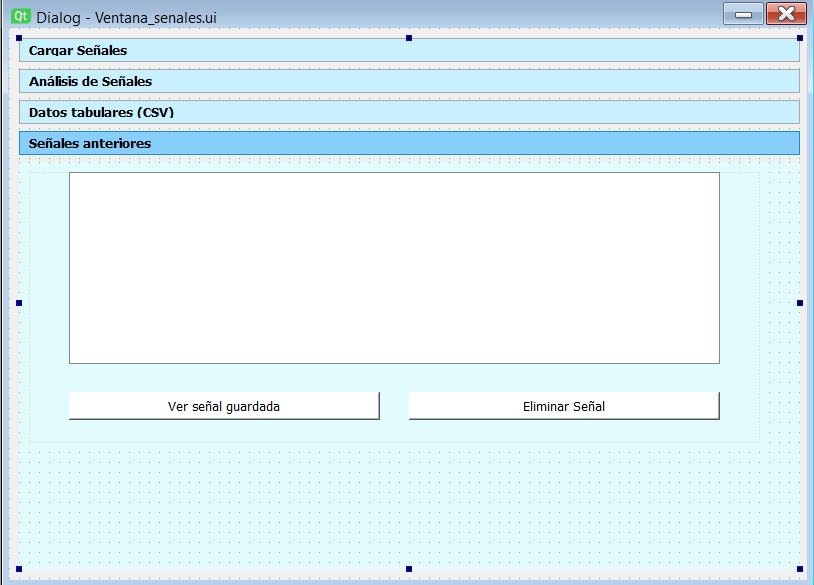 Qt Dialog - Ventana_senales.ui
Cargar Señales
Análisis de Señales
Datos tabulares (CSV)
Señales anteriores
Ver señal guardada
Eliminar Señal